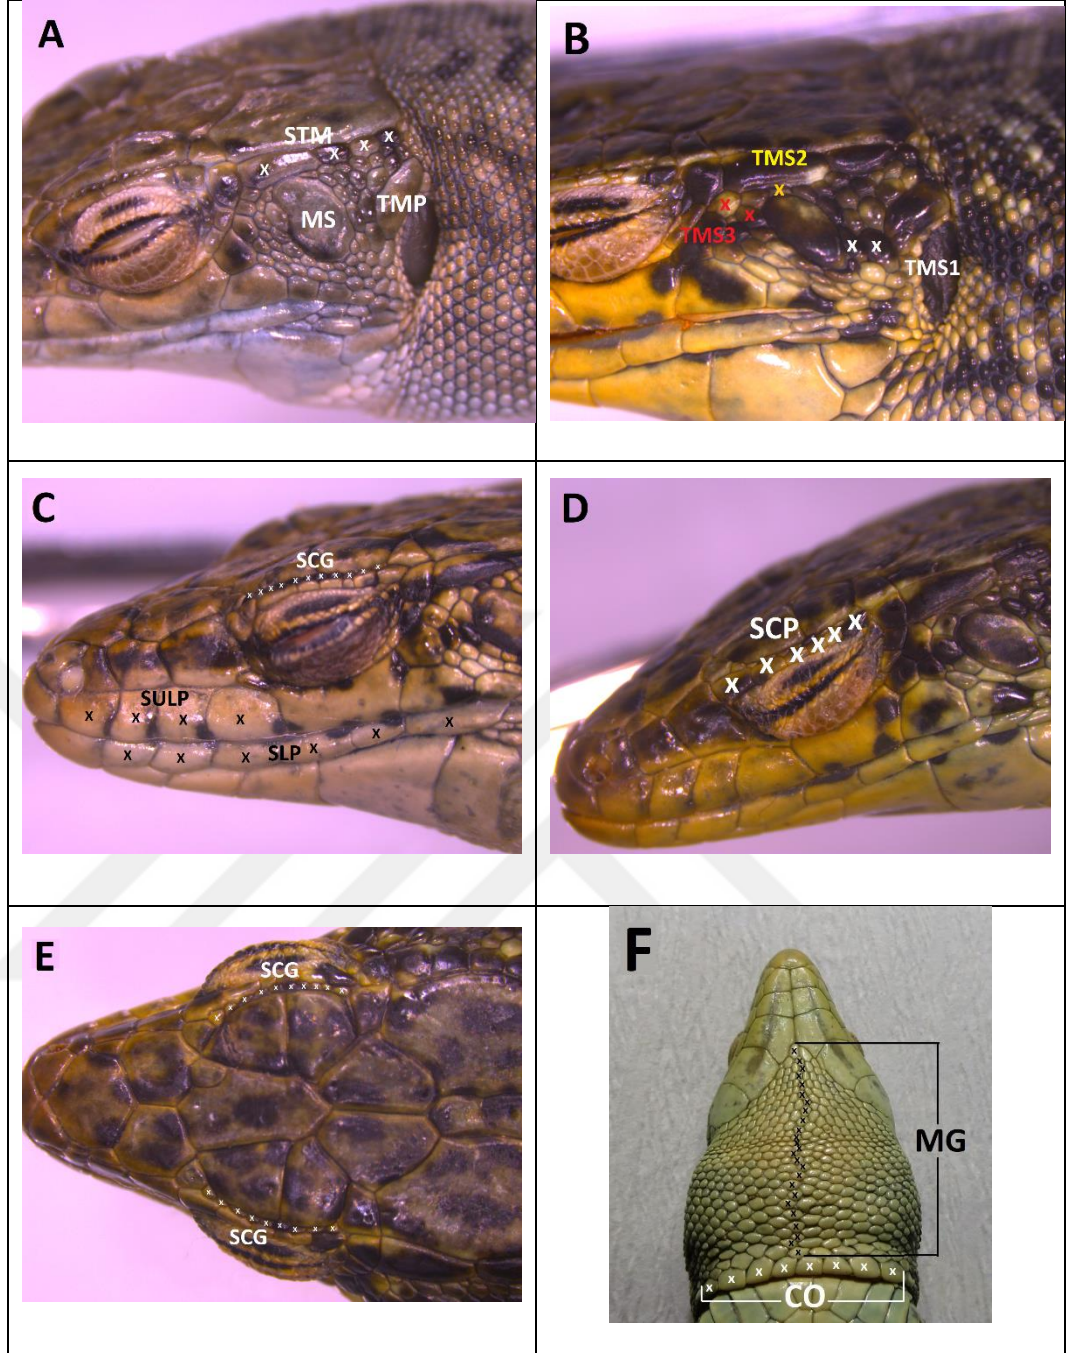 A
STM
x x x x
MS
TMP
B
TMS2
x
x x
TMS3
x x
TMS1
C
SCG
x x x x x x x x x x
SULP
x x x x
SLP
x x x x x x
D
SCP
x x x x x x
E
SCG
x x x x x x x x x x
x x x x x x x x
SCG
F
MG
x x x x x x x x
CO